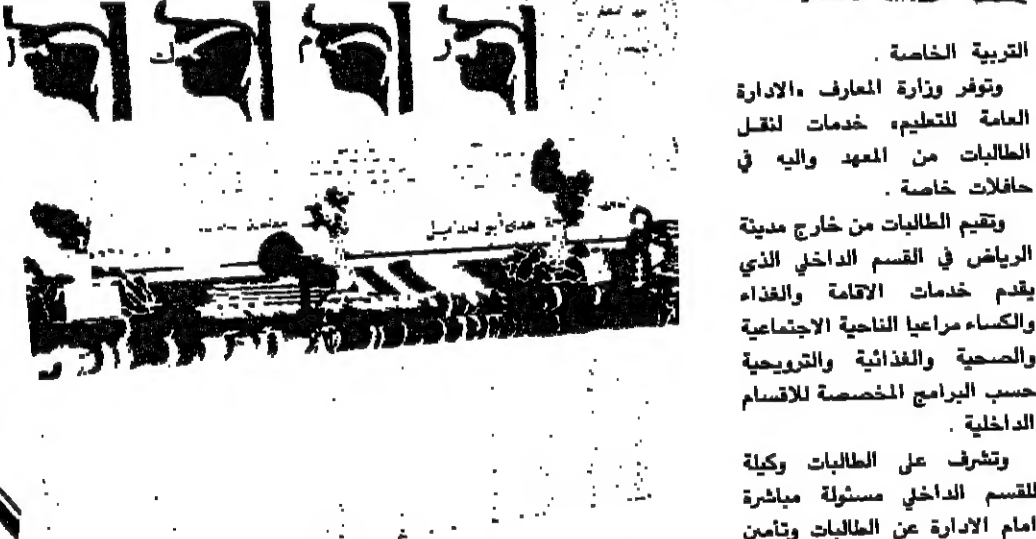 التربية الخاصة .
وتوفر وزارة المعارف «الادارة
العامة للتعليم» خدمات لنقل
الطالبات من المعهد واليه في
حافلات خاصة .
وتقيم الطالبات من خارج مدينة
الرياض في القسم الداخلي الذي
يقدم خدمات الاقامة والغذاء
والكساء مراعيا الناحية الاجتماعية
والصحية والغذائية والترويحية
حسب البرامج المخصصة للاقسام
الداخلية .
وتشرف على الطالبات وكيلة
للقسم الداخلي مسئولة مباشرة
امام الادارة عن الطالبات وتأمين
ل
ت
م